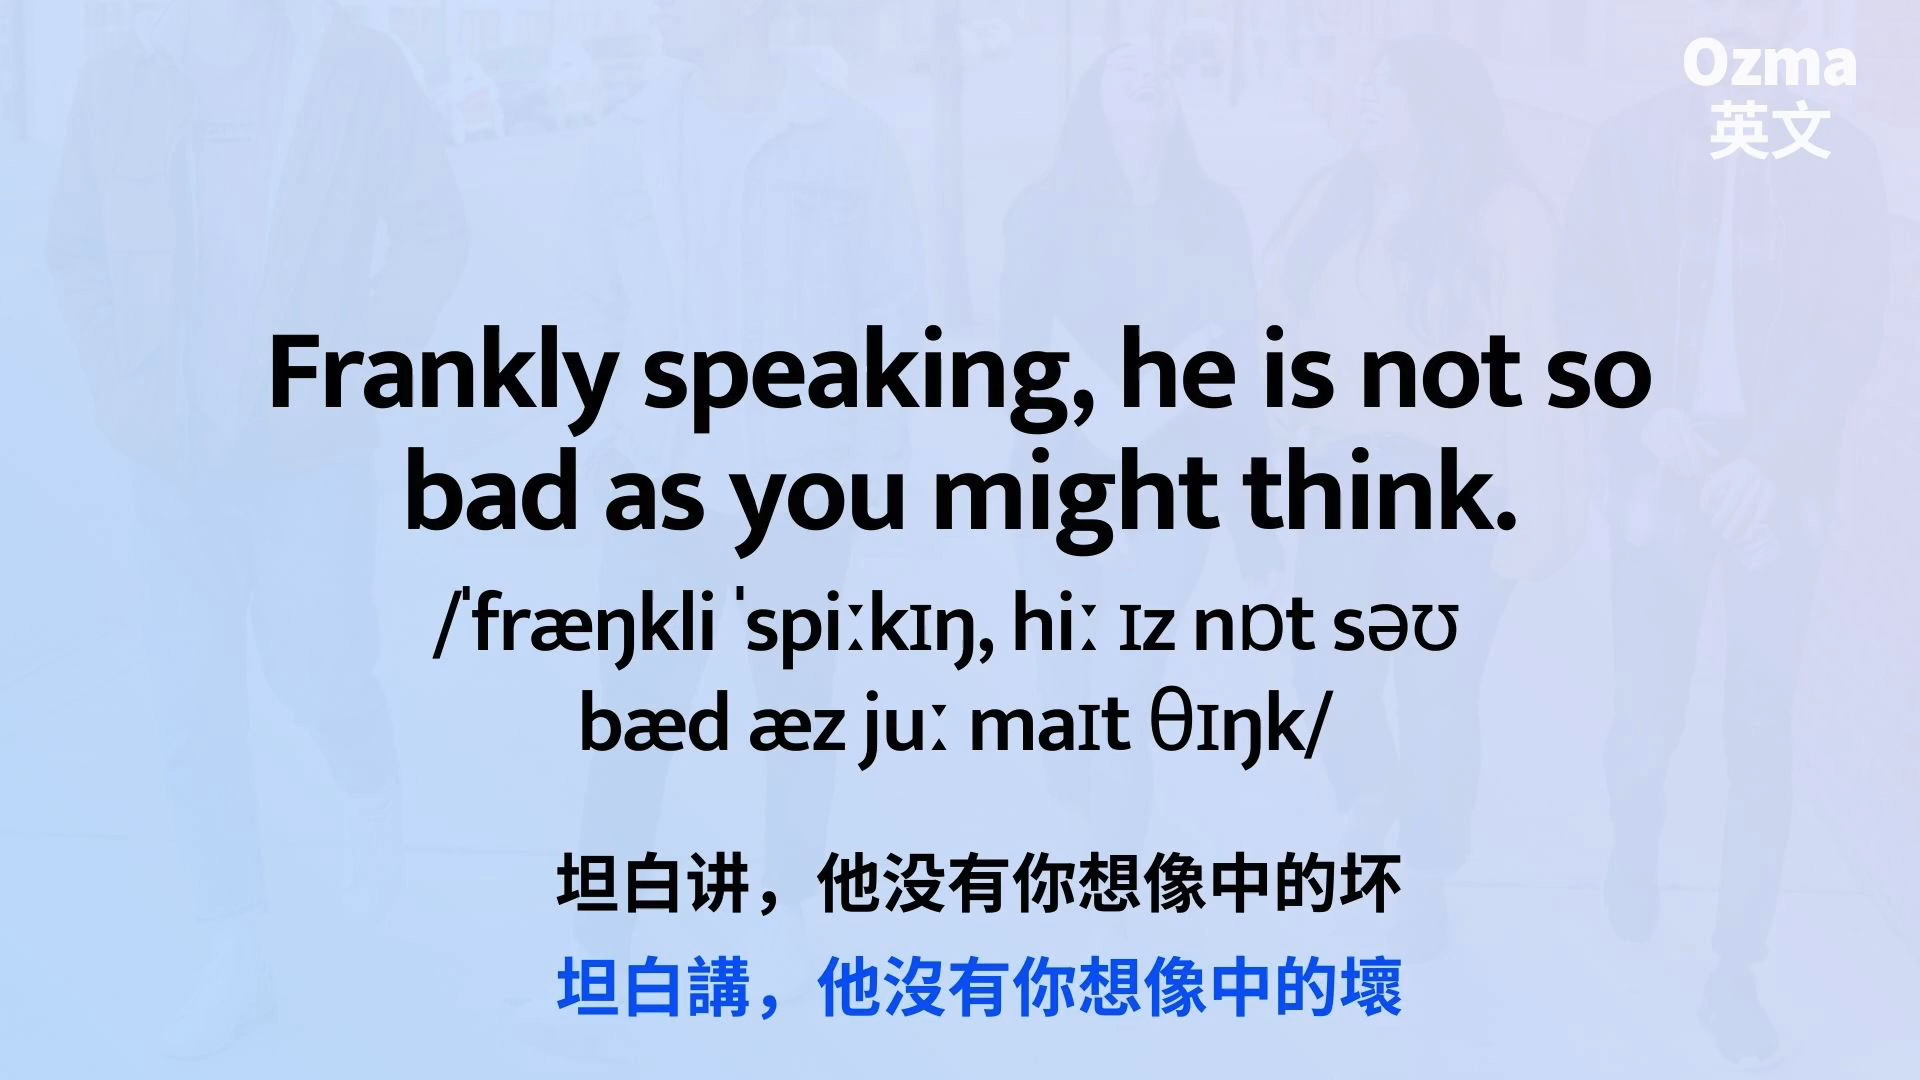 Ozma
英文
Frankly speaking, he is not so
bad as you might think.
/ˈfræŋkli ˈspiːkɪŋ, hiː ɪz nɒt səʊ
bæd æz juː maɪt θɪŋk/
坦白讲，他没有你想像中的坏
坦白講，他沒有你想像中的壞